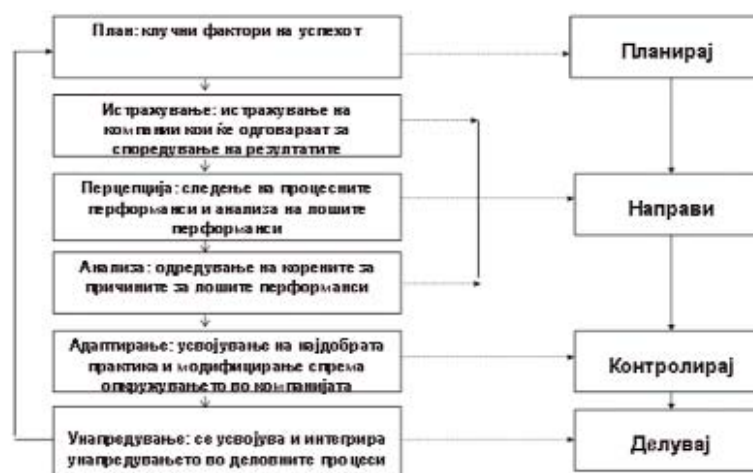 План: клучни фактори на успехот
Планирај
Истражување: истражување на
компании кои ќе одговараат за
споредување на резултатите
Перцепција: следење на процесните
перформанси и анализа на лошите
перформанси
Направи
Анализа: одредување на корените за
причините за лошите перформанси
Адаптирање: усвојување на најдобрата
практика и модифицирање спрема
опкружувањето во компанијата
Контролирај
Унапредување: се усвојува и интегрира
унапредувањето во деловните процеси
Делувај